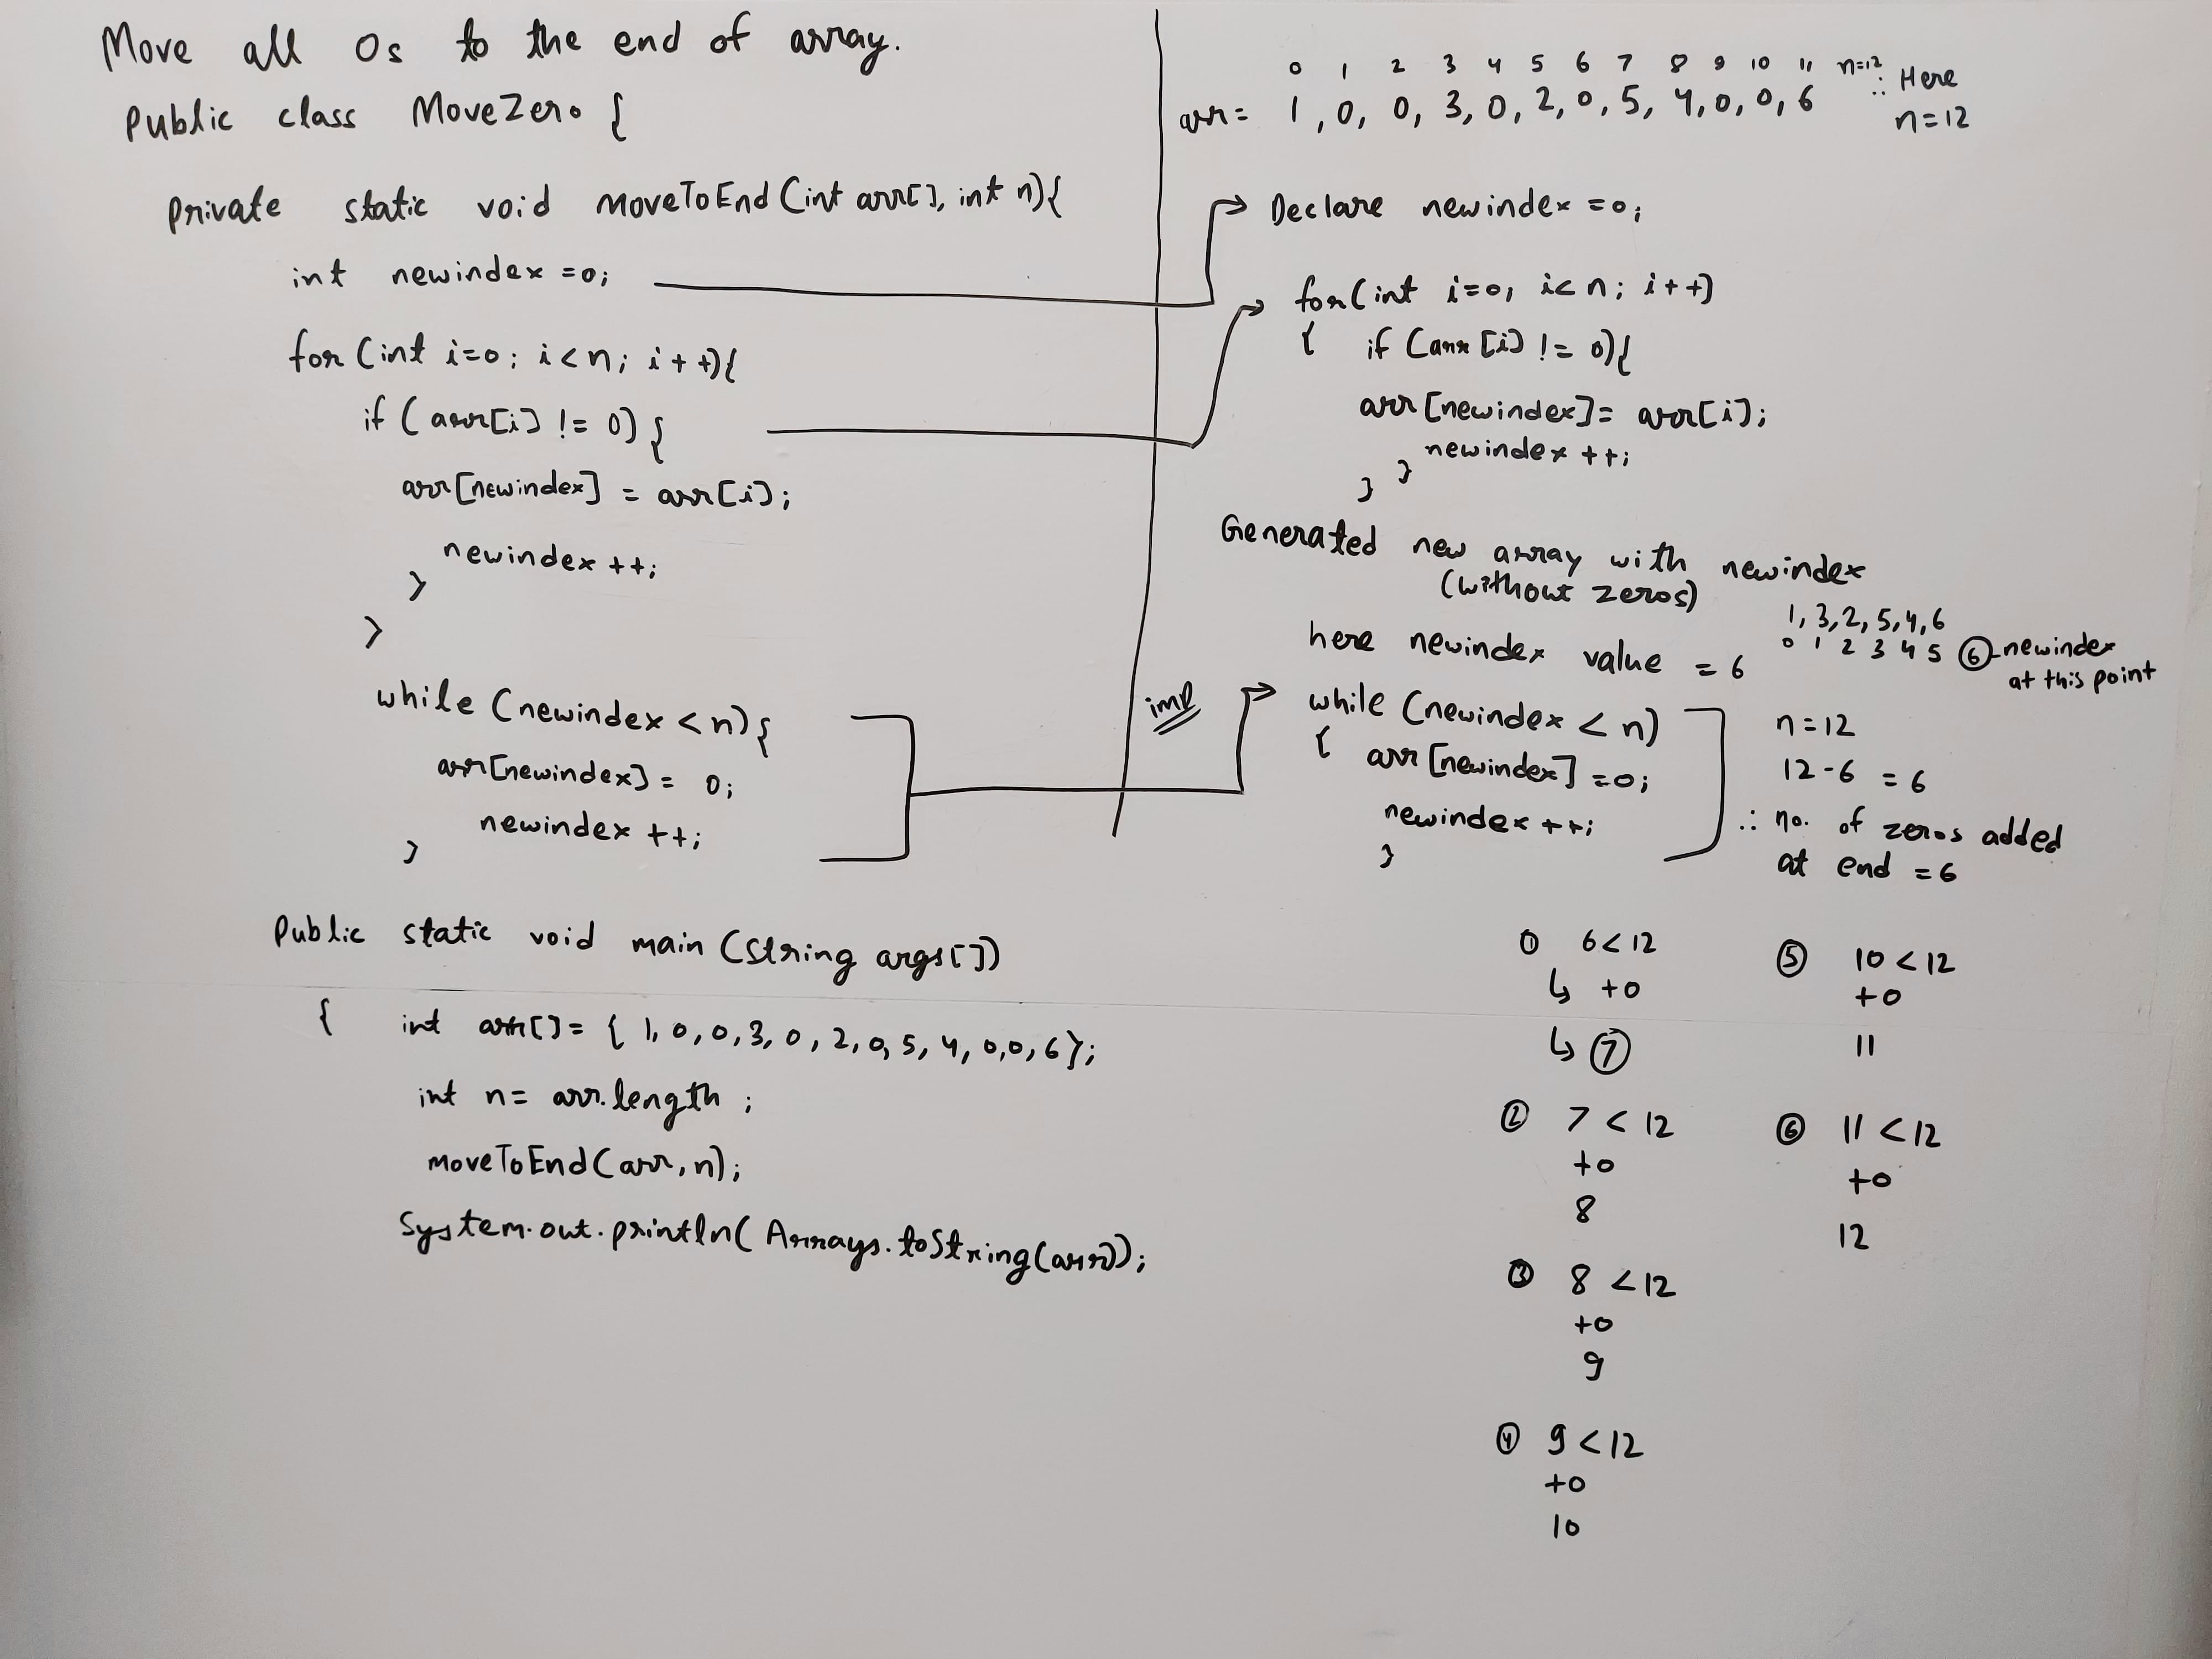 Move all 0s to the end of array.
Public class MoveZero {
Private static void moveToEnd(int arr[], int n){
int newindex =0;
for (int i=0; i<n; i++){
if (arr[i] != 0) {
arr[newindex] = arr[i];
newindex ++;
}
}
while (newindex < n) {
arr[newindex] = 0;
newindex ++;
}
Public static void main (String args[])
{ int arr[]= { 1, 0, 0, 3, 0, 2, 0, 5, 4, 0,0, 6};
int n= arr.length ;
moveToEnd(arr, n);
System.out.println( Arrays.toString(arr));
0 1 2 3 4 5 6 7 8 9 10 11 n=12
arr= 1, 0, 0, 3, 0, 2, 0, 5, 4, 0, 0, 6
∴ Here
n=12
Declare newindex =0;
for(int i=0, i<n; i++)
{ if (arr[i] != 0){
arr[newindex]= arr[i];
newindex ++;
}
}
Generated new array with newindex
(without zeros)
1, 3, 2, 5, 4, 6
0 1 2 3 4 5 6 - newindex
at this point
here newindex value = 6
imp
while (newindex < n)
{ arr[newindex] =0;
newindex ++;
}
n=12
12-6 = 6
∴ no. of zeros added
at end = 6
① 6<12
↳ +0
↳ ⑦
② 7 < 12
+0
8
③ 8 <12
+0
9
④ 9<12
+0
10
⑤ 10<12
+0
11
⑥ 11<12
+0
12